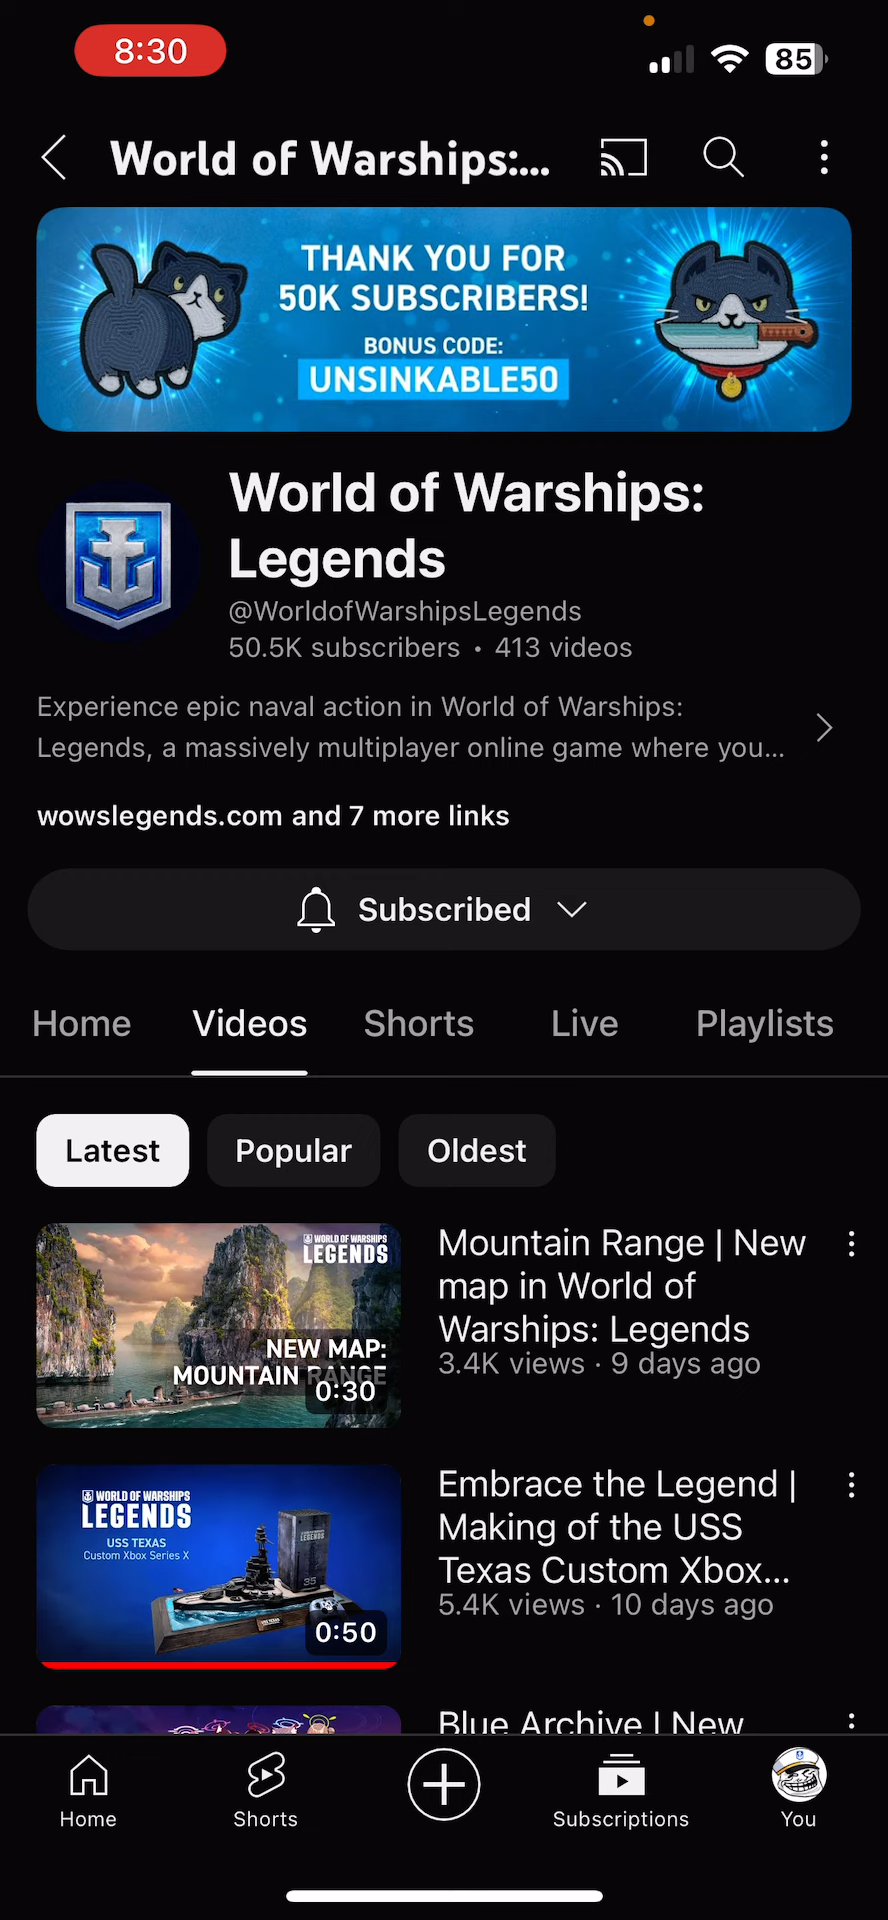 8:30
85
World of Warships:...
THANK YOU FOR
50K SUBSCRIBERS!
BONUS CODE:
UNSINKABLE50
World of Warships:
Legends
@WorldofWarshipsLegends
50.5K subscribers • 413 videos
Experience epic naval action in World of Warships:
Legends, a massively multiplayer online game where you...
wowslegends.com and 7 more links
Subscribed
Home Videos Shorts Live Playlists
Latest Popular Oldest
WORLD OF WARSHIPS
LEGENDS
NEW MAP:
MOUNTAIN RANGE
0:30
Mountain Range | New
map in World of
Warships: Legends
3.4K views · 9 days ago
WORLD OF WARSHIPS
LEGENDS
USS TEXAS
Custom Xbox Series X
LEGENDS
35
0:50
Embrace the Legend |
Making of the USS
Texas Custom Xbox...
5.4K views · 10 days ago
Blue Archive | New
Home Shorts Subscriptions You